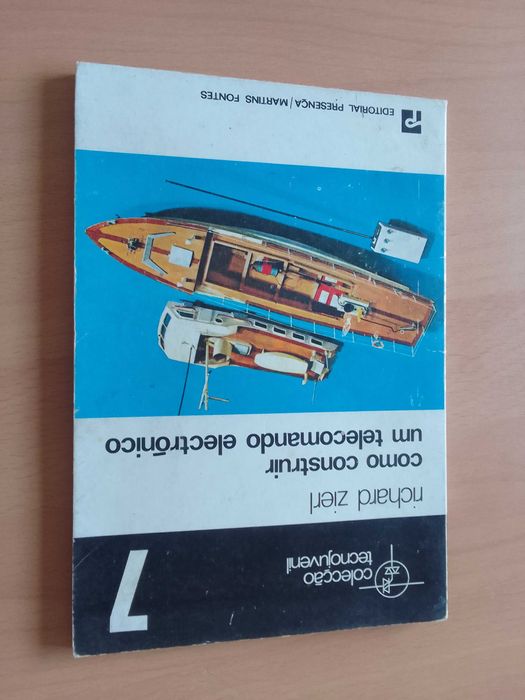 colecção
tecnojuvenil
7
richard zierl
como construir
um telecomando electrónico
EDITORIAL PRESENÇA / MARTINS FONTES